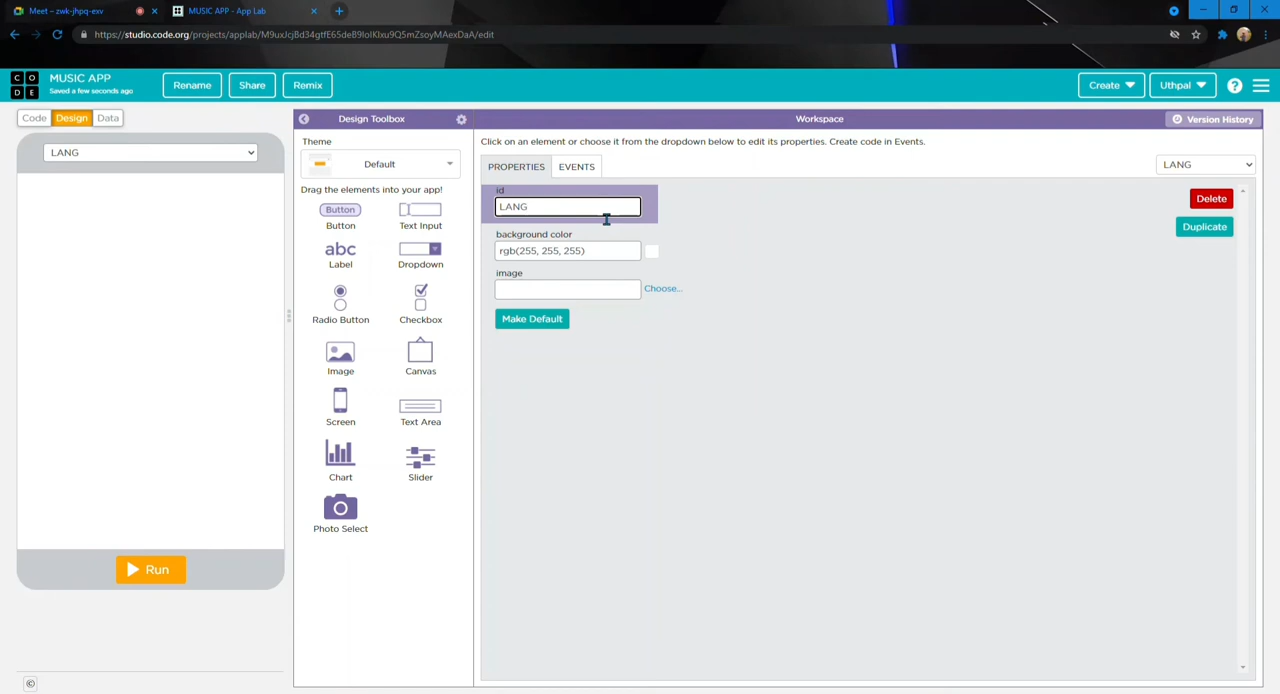 Meet – zwk-jhpq-exv
MUSIC APP - App Lab
https://studio.code.org/projects/applab/M9uxJcjBd34gtfE65deB9IolKIxu9Q5mZsoyMAexDaA/edit
CODE
MUSIC APP
Saved a few seconds ago
Rename
Share
Remix
Create
Uthpal
?
Code
Design
Data
LANG
Run
Design Toolbox
Theme
Default
Drag the elements into your app!
Button
Button
Text Input
abc
Label
Dropdown
Radio Button
Checkbox
Image
Canvas
Screen
Text Area
Chart
Slider
Photo Select
Workspace
Version History
Click on an element or choose it from the dropdown below to edit its properties. Create code in Events.
PROPERTIES
EVENTS
LANG
id
LANG
Delete
Duplicate
background color
rgb(255, 255, 255)
image
Choose...
Make Default
©